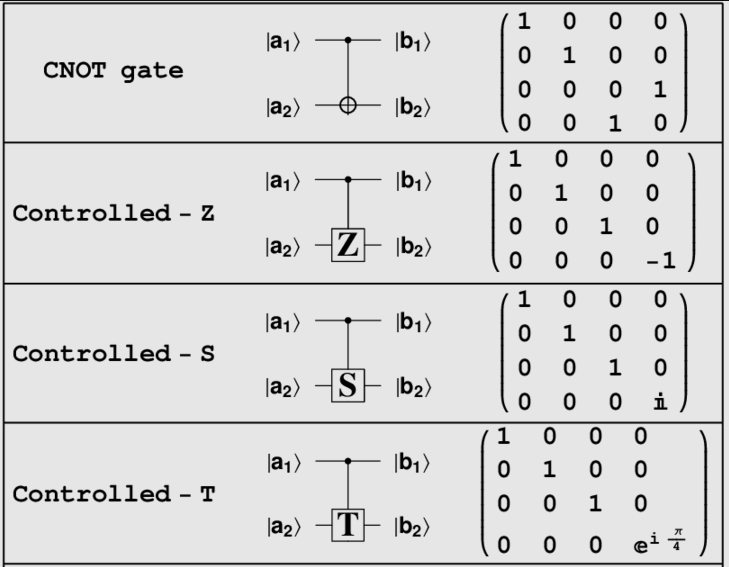 CNOT gate |a₁⟩ |b₁⟩ |a₂⟩ |b₂⟩
1 0 0 0
0 1 0 0
0 0 0 1
0 0 1 0
Controlled - Z |a₁⟩ |b₁⟩ |a₂⟩ Z |b₂⟩
1 0 0 0
0 1 0 0
0 0 1 0
0 0 0 -1
Controlled - S |a₁⟩ |b₁⟩ |a₂⟩ S |b₂⟩
1 0 0 0
0 1 0 0
0 0 1 0
0 0 0 i
Controlled - T |a₁⟩ |b₁⟩ |a₂⟩ T |b₂⟩
1 0 0 0
0 1 0 0
0 0 1 0
0 0 0 e^(i π/4)